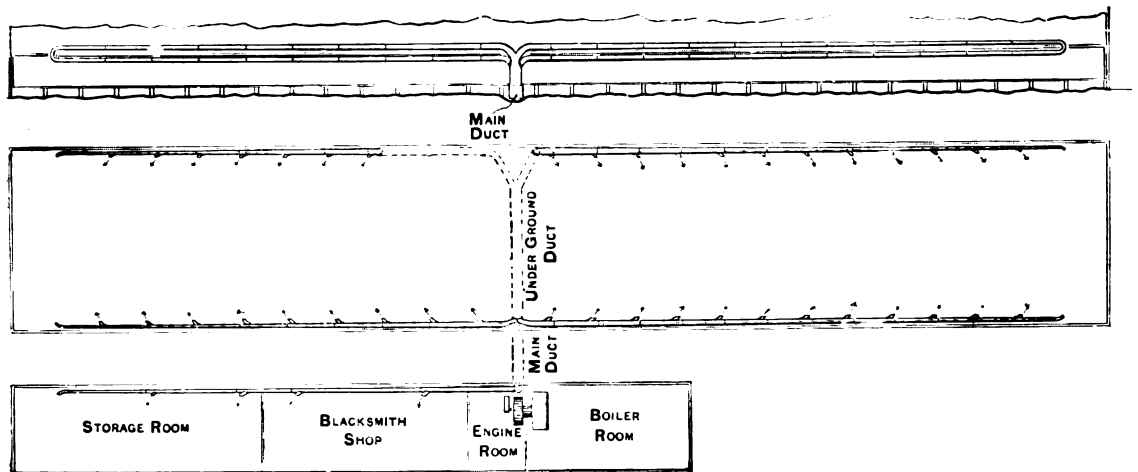 MAIN
DUCT
UNDER GROUND
DUCT
MAIN
DUCT
STORAGE ROOM
BLACKSMITH
SHOP
ENGINE
ROOM
BOILER
ROOM